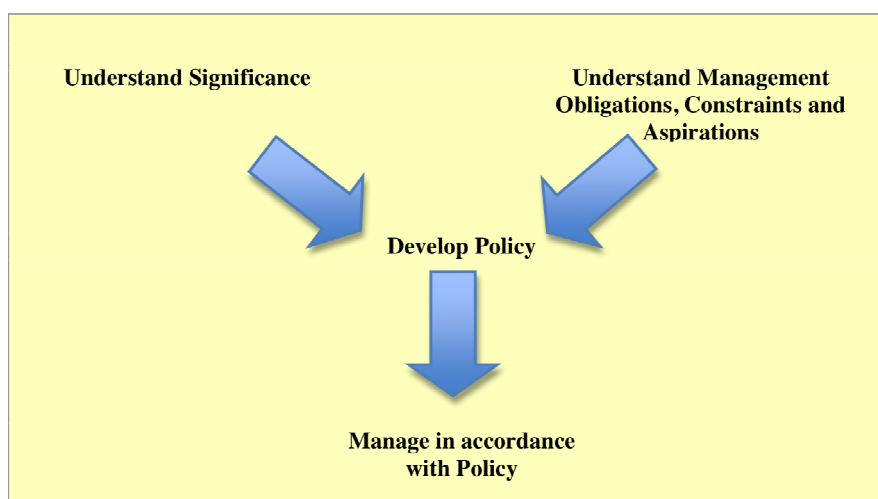 Understand Significance
Understand Management
Obligations, Constraints and
Aspirations
Develop Policy
Manage in accordance
with Policy